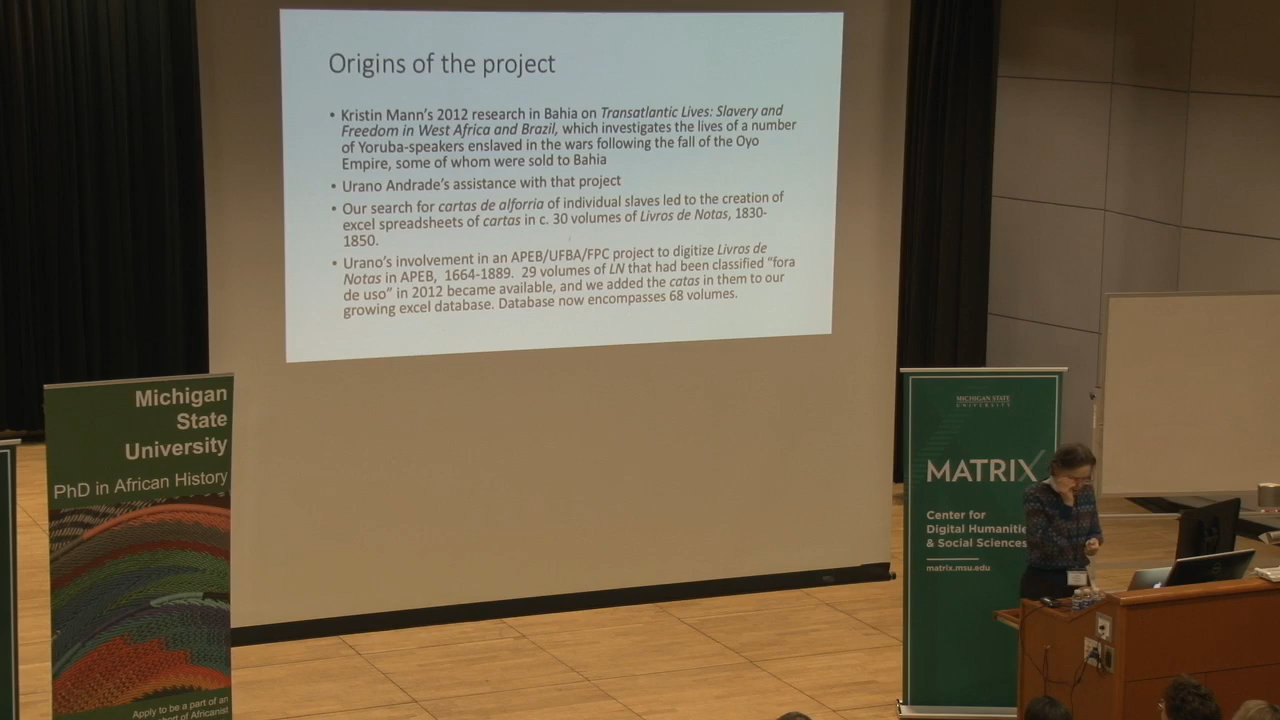 Origins of the project
• Kristin Mann's 2012 research in Bahia on Transatlantic Lives: Slavery and
Freedom in West Africa and Brazil, which investigates the lives of a number
of Yoruba-speakers enslaved in the wars following the fall of the Oyo
Empire, some of whom were sold to Bahia
• Urano Andrade's assistance with that project
• Our search for cartas de alforria of individual slaves led to the creation of
excel spreadsheets of cartas in c. 30 volumes of Livros de Notas, 1830-
1850.
• Urano's involvement in an APEB/UFBA/FPC project to digitize Livros de
Notas in APEB, 1664-1889. 29 volumes of LN that had been classified "fora
de uso" in 2012 became available, and we added the catas in them to our
growing excel database. Database now encompasses 68 volumes.
Michigan
State
University
PhD in African History
Apply to be a part of an
of Africanist
MICHIGAN STATE
UNIVERSITY
MATRIX
Center for
Digital Humanitie
& Social Sciences
matrix.msu.edu